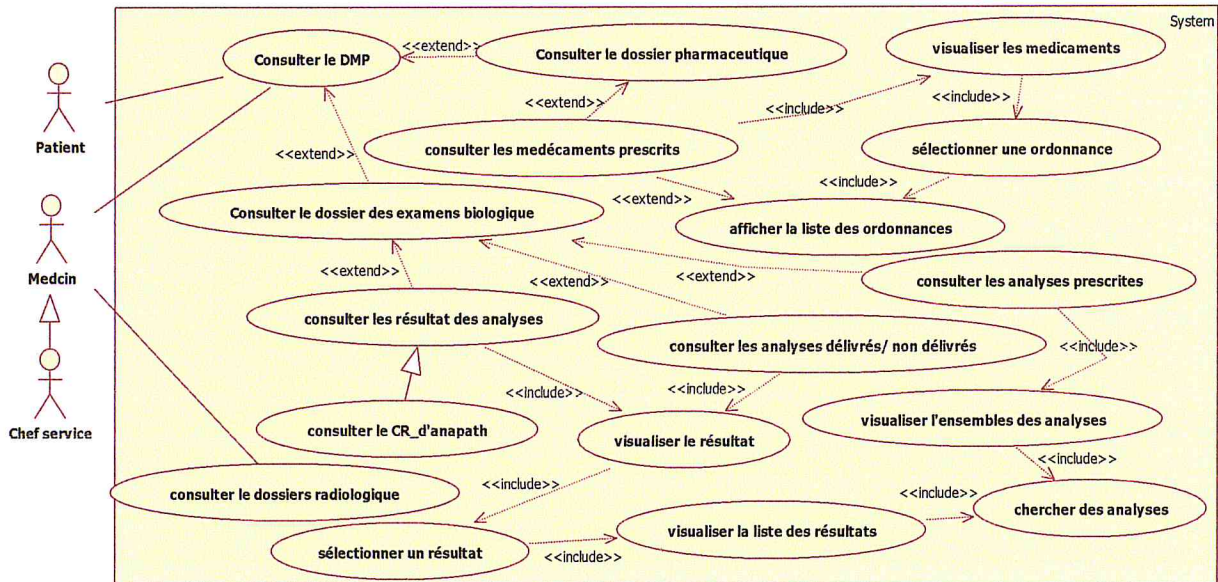 System
Consulter le DMP
<<extend>>
Consulter le dossier pharmaceutique
visualiser les medicaments
Patient
<<extend>>
<<include>>
<<include>>
<<extend>>
consulter les medécaments prescrits
sélectionner une ordonnance
<<include>>
<<extend>>
Consulter le dossier des examens biologique
afficher la liste des ordonnances
Medcin
<<extend>>
<<extend>>
<<extend>>
consulter les analyses prescrites
consulter les résultat des analyses
consulter les analyses délivrés/ non délivrés
<<include>>
<<include>>
<<include>>
Chef service
consulter le CR_d'anapath
visualiser le résultat
visualiser l'ensembles des analyses
<<include>>
consulter le dossiers radiologique
<<include>>
<<include>>
chercher des analyses
visualiser la liste des résultats
sélectionner un résultat
<<include>>